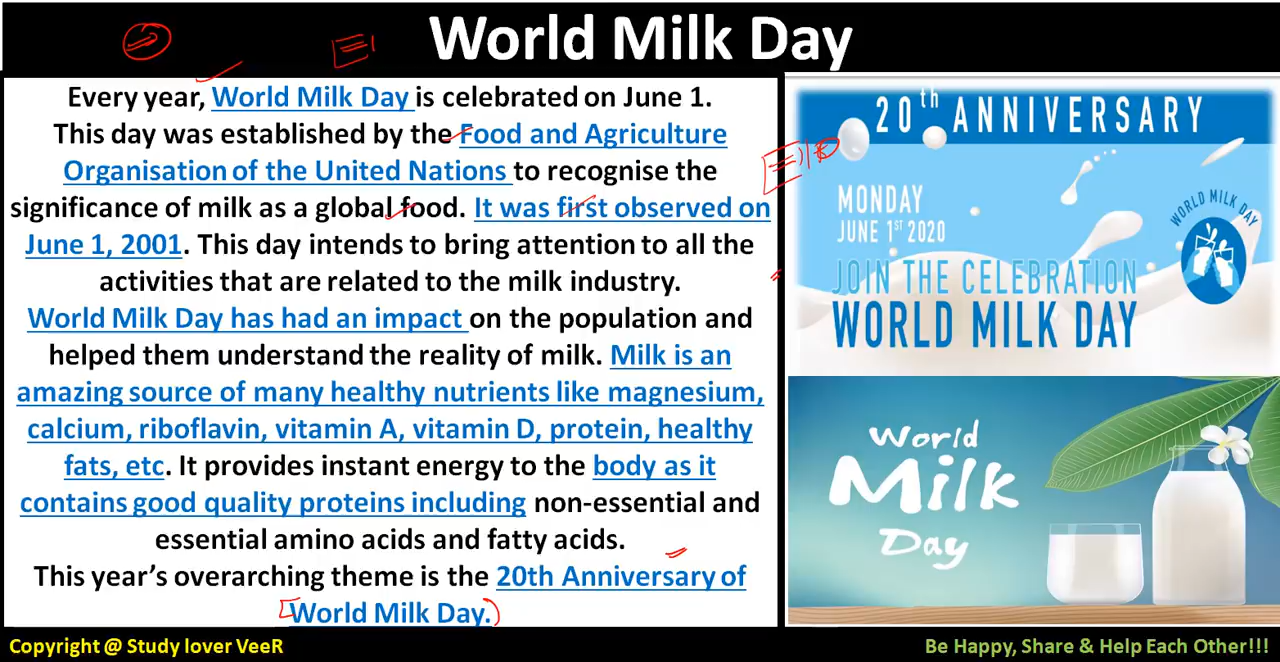 World Milk Day
Every year, World Milk Day is celebrated on June 1.
This day was established by the Food and Agriculture
Organisation of the United Nations to recognise the
significance of milk as a global food. It was first observed on
June 1, 2001. This day intends to bring attention to all the
activities that are related to the milk industry.
World Milk Day has had an impact on the population and
helped them understand the reality of milk. Milk is an
amazing source of many healthy nutrients like magnesium,
calcium, riboflavin, vitamin A, vitamin D, protein, healthy
fats, etc. It provides instant energy to the body as it
contains good quality proteins including non-essential and
essential amino acids and fatty acids.
This year’s overarching theme is the 20th Anniversary of
World Milk Day.
20th ANNIVERSARY
MONDAY
JUNE 1ST 2020
JOIN THE CELEBRATION
WORLD MILK DAY
WORLD MILK DAY
World
Milk
Day
Copyright @ Study lover VeeR
Be Happy, Share & Help Each Other!!!